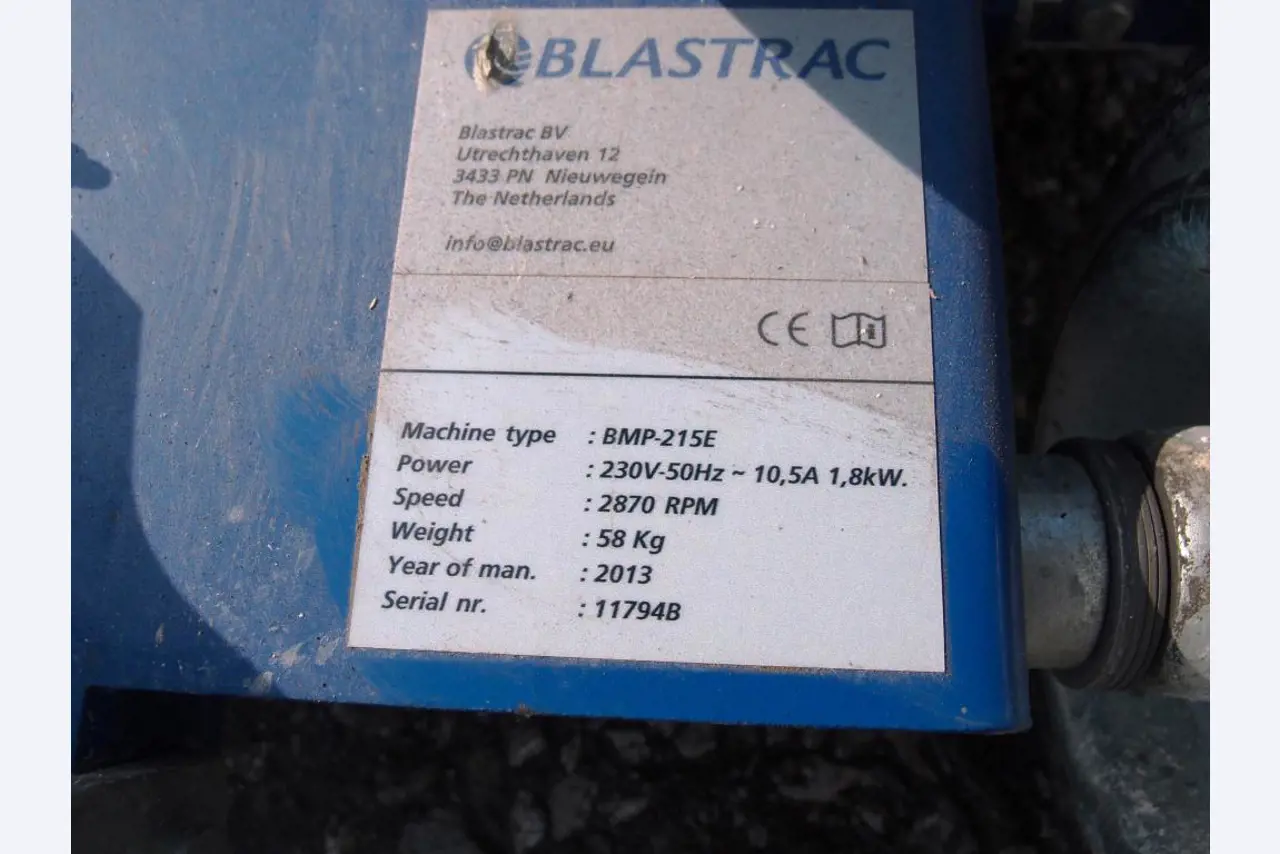 BLASTRAC
Blastrac BV
Utrechthaven 12
3433 PN Nieuwegein
The Netherlands
info@blastrac.eu
CE
Machine type : BMP-215E
Power : 230V-50Hz ~ 10,5A 1,8kW.
Speed : 2870 RPM
Weight : 58 Kg
Year of man. : 2013
Serial nr. : 11794B